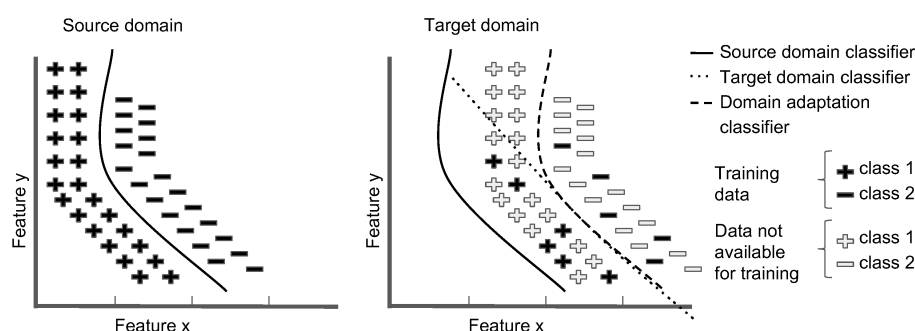 Source domain
Feature y
Feature x
Target domain
Feature y
Feature x
Source domain classifier
Target domain classifier
Domain adaptation
classifier
Training
data
class 1
class 2
Data not
available
for training
class 1
class 2